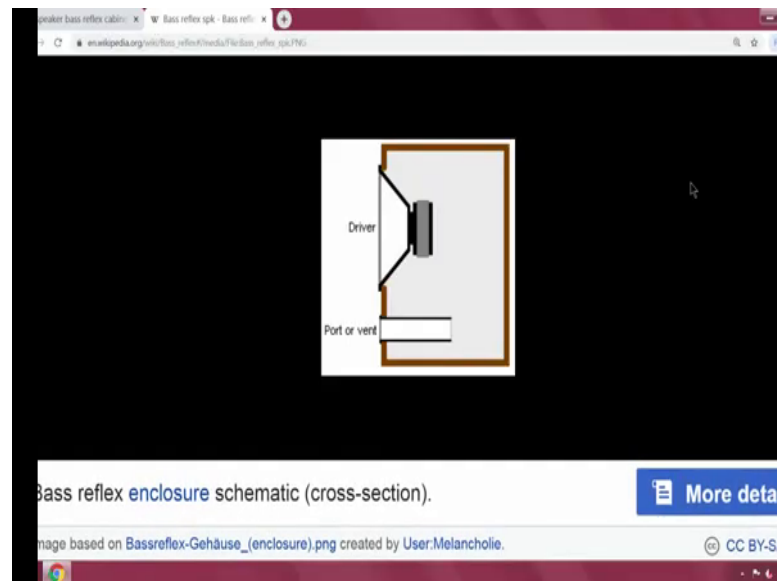 speaker bass reflex cabin
W Bass reflex spk - Bass refl
en.wikipedia.org/wiki/Bass_reflex#/media/File:Bass_reflex_spk.PNG
Driver
Port or vent
Bass reflex enclosure schematic (cross-section).
More deta
mage based on Bassreflex-Gehäuse_(enclosure).png created by User:Melancholie.
CC BY-S